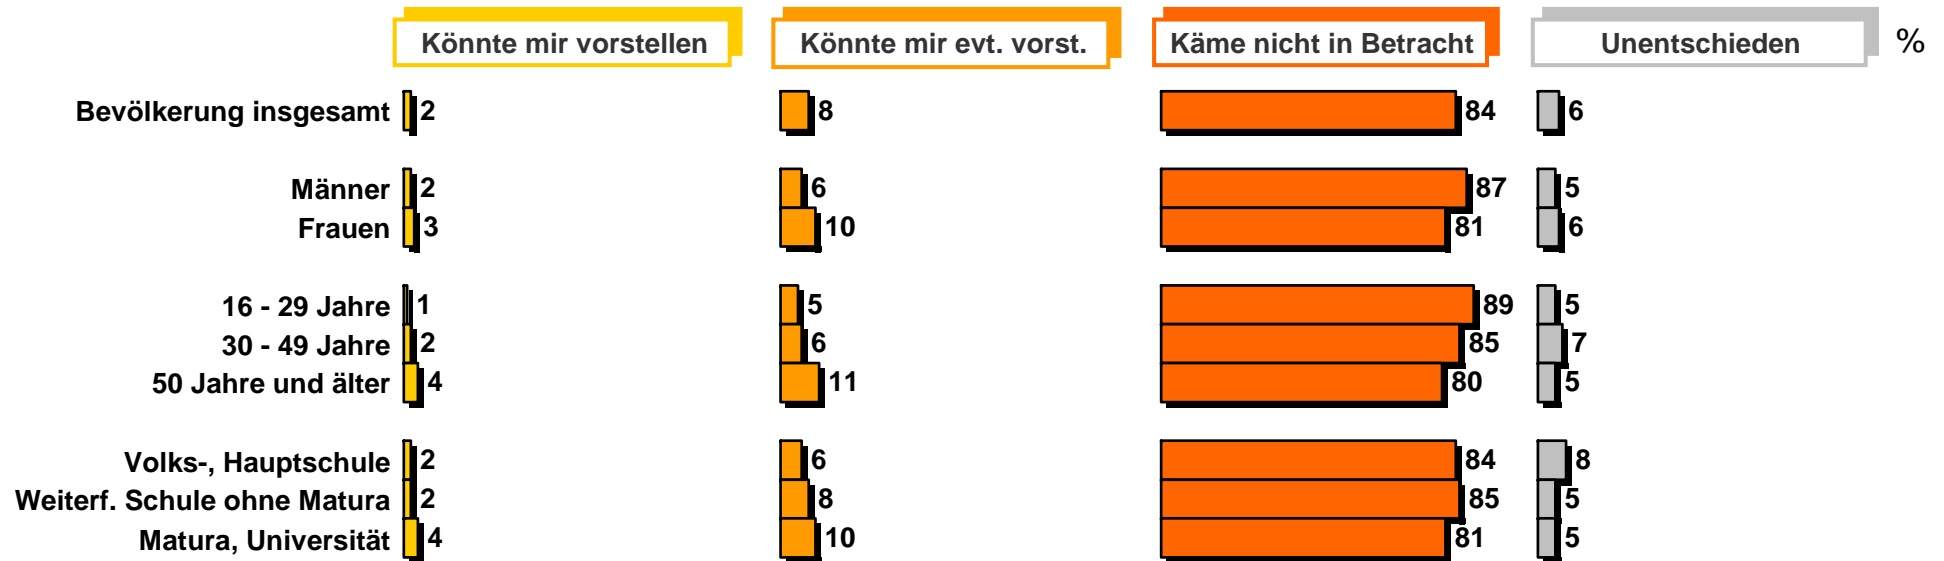 Könnte mir vorstellen Könnte mir evt. vorst. Käme nicht in Betracht Unentschieden %
Bevölkerung insgesamt 2 8 84 6
Männer 2 6 87 5
Frauen 3 10 81 6
16 - 29 Jahre 1 5 89 5
30 - 49 Jahre 2 6 85 7
50 Jahre und älter 4 11 80 5
Volks-, Hauptschule 2 6 84 8
Weiterf. Schule ohne Matura 2 8 85 5
Matura, Universität 4 10 81 5